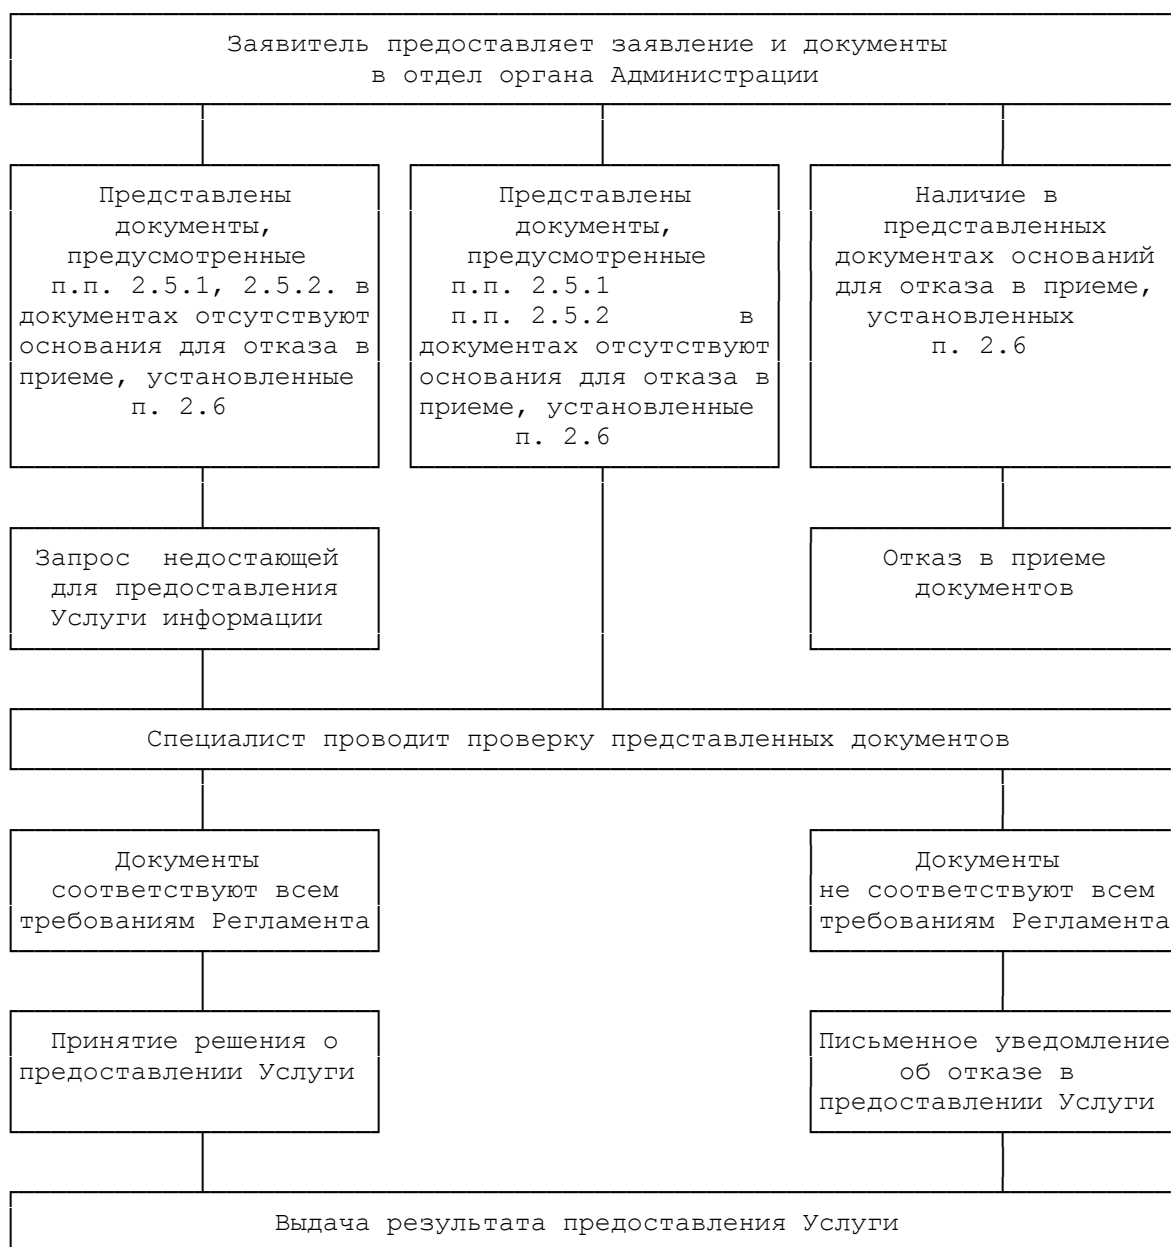 Заявитель предоставляет заявление и документы
в отдел органа Администрации
Представлены
документы,
предусмотренные
п.п. 2.5.1, 2.5.2. в
документах отсутствуют
основания для отказа в
приеме, установленные
п. 2.6
Представлены
документы,
предусмотренные
п.п. 2.5.1
п.п. 2.5.2 в
документах отсутствуют
основания для отказа в
приеме, установленные
п. 2.6
Наличие в
представленных
документах оснований
для отказа в приеме,
установленных
п. 2.6
Запрос недостающей
для предоставления
Услуги информации
Отказ в приеме
документов
Специалист проводит проверку представленных документов
Документы
соответствуют всем
требованиям Регламента
Документы
не соответствуют всем
требованиям Регламента
Принятие решения о
предоставлении Услуги
Письменное уведомление
об отказе в
предоставлении Услуги
Выдача результата предоставления Услуги